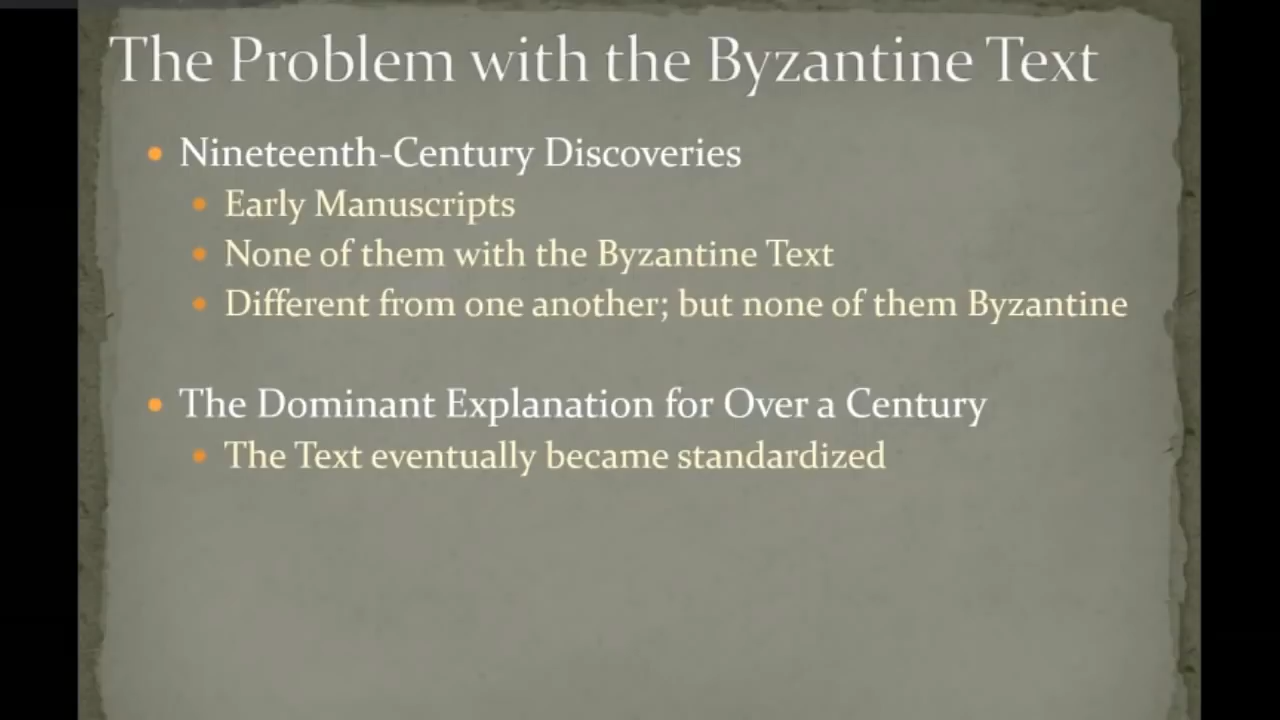 The Problem with the Byzantine Text
Nineteenth-Century Discoveries
Early Manuscripts
None of them with the Byzantine Text
Different from one another; but none of them Byzantine
The Dominant Explanation for Over a Century
The Text eventually became standardized